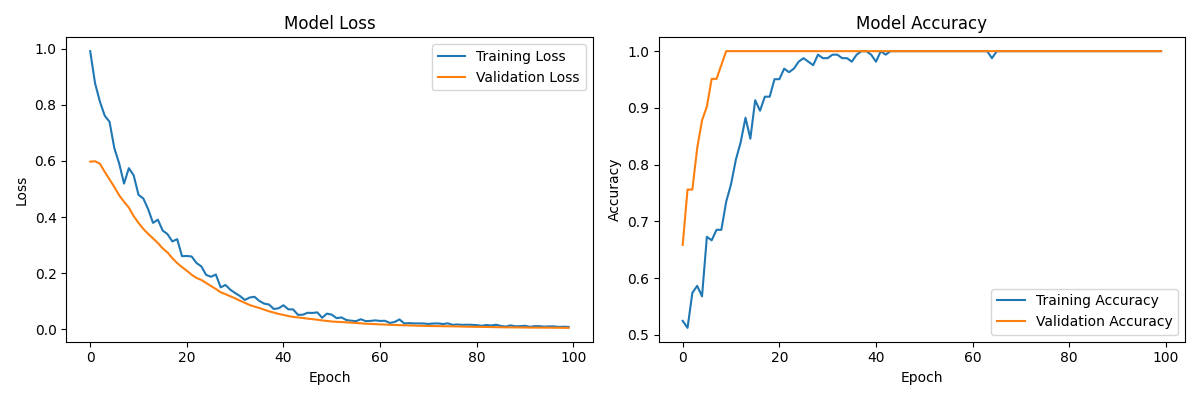 Model Loss
1.0
0.8
0.6
0.4
0.2
0.0
Loss
0 20 40 60 80 100
Epoch
Training Loss
Validation Loss
Model Accuracy
1.0
0.9
0.8
0.7
0.6
0.5
Accuracy
0 20 40 60 80 100
Epoch
Training Accuracy
Validation Accuracy